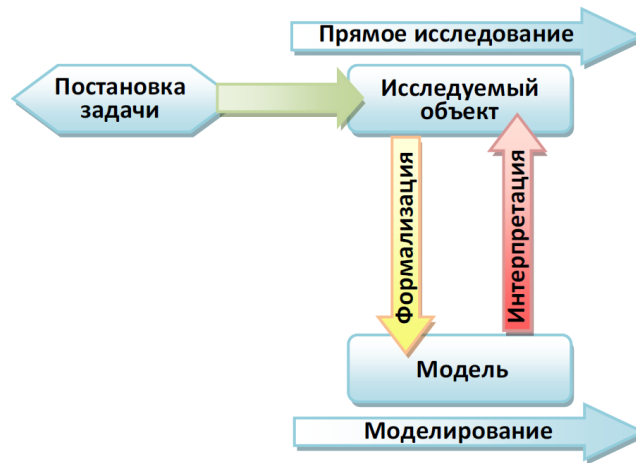 Прямое исследование
Постановка
задачи
Исследуемый
объект
Формализация
Интерпретация
Модель
Моделирование